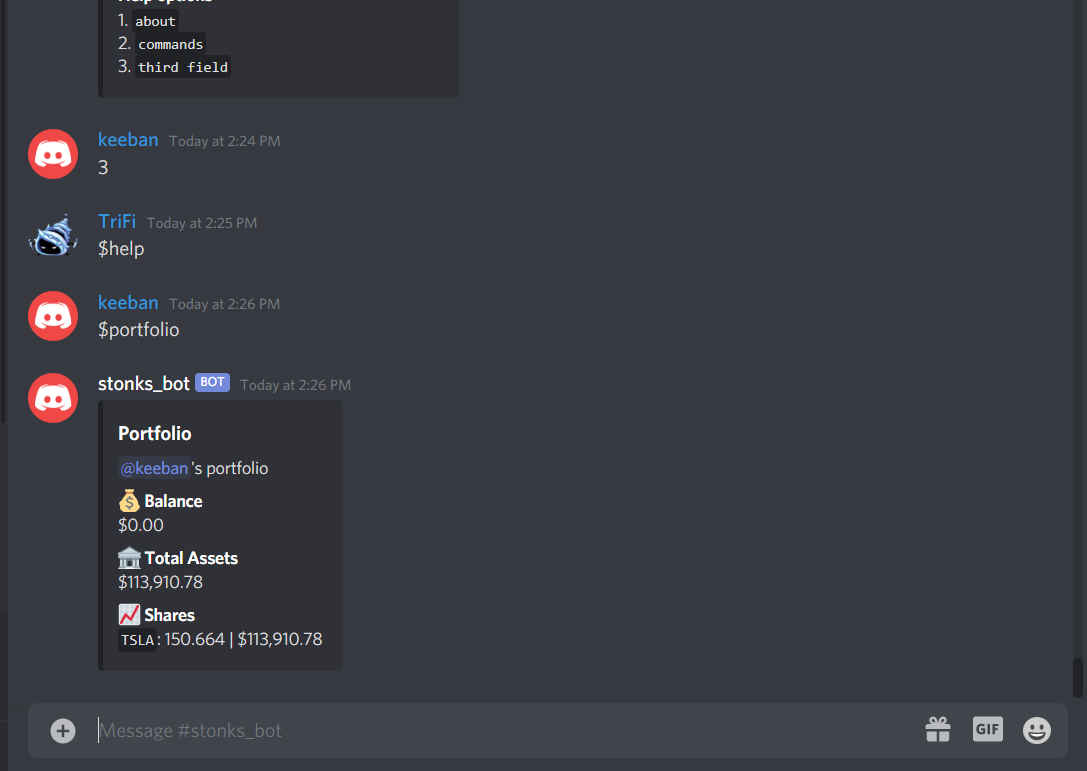 Help options
1. about
2. commands
3. third field
keeban Today at 2:24 PM
3
TriFi Today at 2:25 PM
$help
keeban Today at 2:26 PM
$portfolio
stonks_bot BOT Today at 2:26 PM
Portfolio
@keeban's portfolio
💰 Balance
$0.00
🏛️ Total Assets
$113,910.78
📈 Shares
TSLA: 150.664 | $113,910.78
Message #stonks_bot
GIF